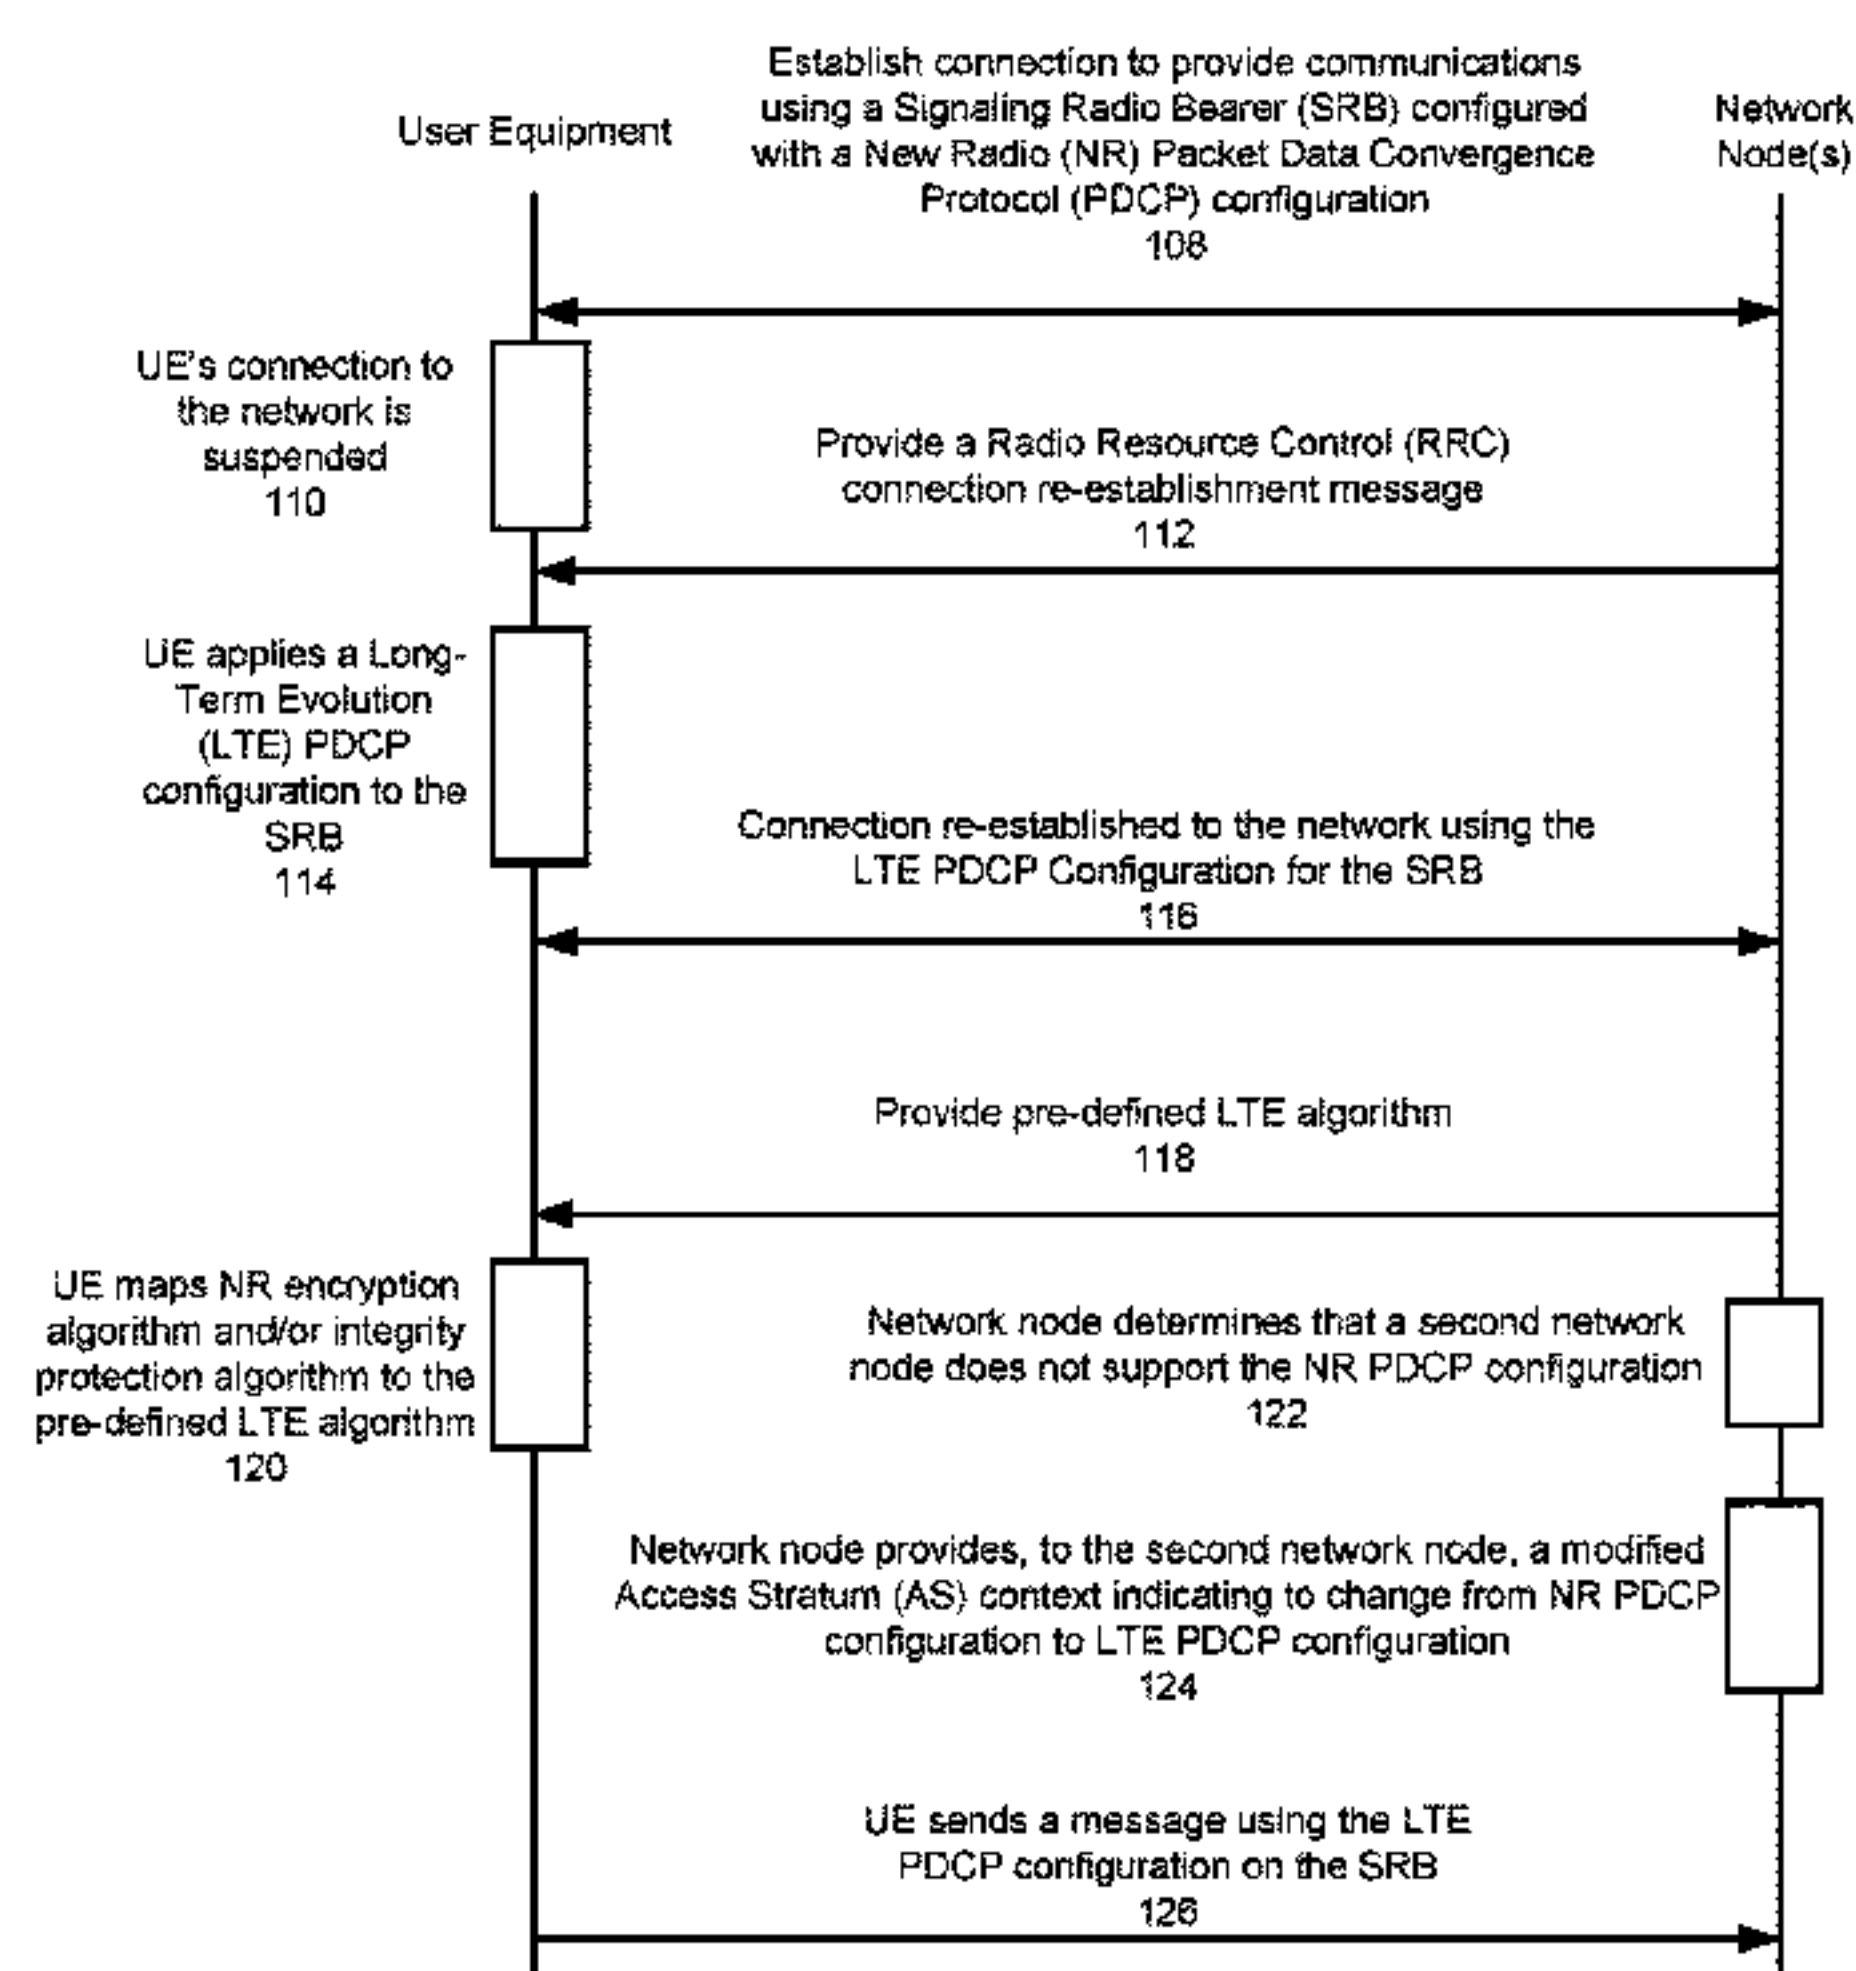 Establish connection to provide communications
using a Signaling Radio Bearer (SRB) configured
with a New Radio (NR) Packet Data Convergence
Protocol (PDCP) configuration
108
User Equipment
Network
Node(s)
UE's connection to
the network is
suspended
110
Provide a Radio Resource Control (RRC)
connection re-establishment message
112
UE applies a Long-
Term Evolution
(LTE) PDCP
configuration to the
SRB
114
Connection re-established to the network using the
LTE PDCP Configuration for the SRB
116
Provide pre-defined LTE algorithm
118
UE maps NR encryption
algorithm and/or integrity
protection algorithm to the
pre-defined LTE algorithm
120
Network node determines that a second network
node does not support the NR PDCP configuration
122
Network node provides, to the second network node, a modified
Access Stratum (AS) context indicating to change from NR PDCP
configuration to LTE PDCP configuration
124
UE sends a message using the LTE
PDCP configuration on the SRB
126